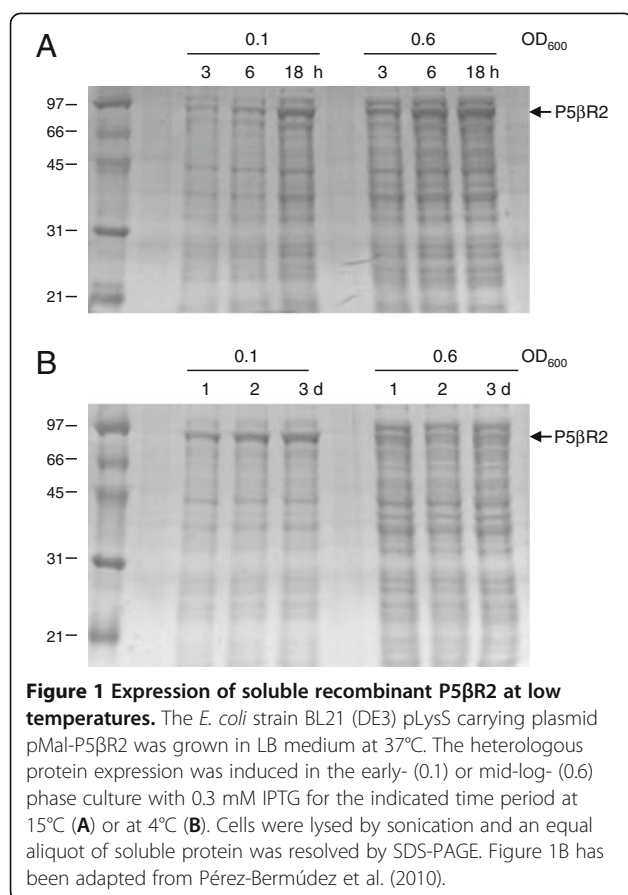 A
0.1 0.6 OD600
3 6 18 h 3 6 18 h
97
66
45
31
21
P5βR2
B
0.1 0.6 OD600
1 2 3 d 1 2 3 d
97
66
45
31
21
P5βR2
Figure 1 Expression of soluble recombinant P5βR2 at low
temperatures. The E. coli strain BL21 (DE3) pLysS carrying plasmid
pMal-P5βR2 was grown in LB medium at 37°C. The heterologous
protein expression was induced in the early- (0.1) or mid-log- (0.6)
phase culture with 0.3 mM IPTG for the indicated time period at
15°C (A) or at 4°C (B). Cells were lysed by sonication and an equal
aliquot of soluble protein was resolved by SDS-PAGE. Figure 1B has
been adapted from Pérez-Bermúdez et al. (2010).